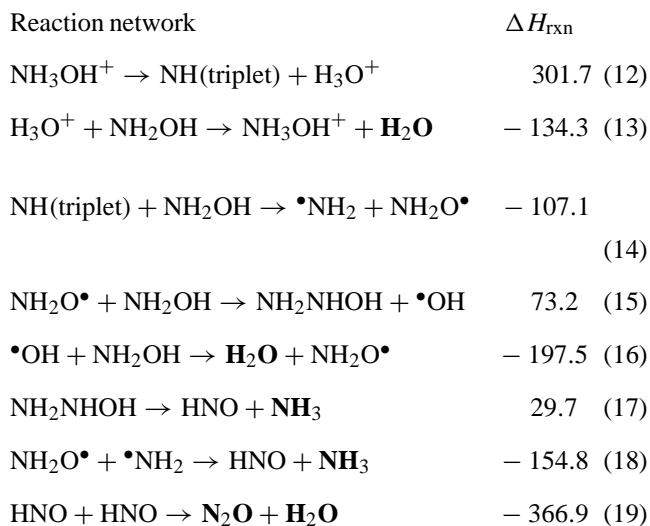 Reaction network ΔH_rxn
NH₃OH⁺ → NH(triplet) + H₃O⁺ 301.7 (12)
H₃O⁺ + NH₂OH → NH₃OH⁺ + H₂O − 134.3 (13)
NH(triplet) + NH₂OH → •NH₂ + NH₂O• − 107.1
(14)
NH₂O• + NH₂OH → NH₂NHOH + •OH 73.2 (15)
•OH + NH₂OH → H₂O + NH₂O• − 197.5 (16)
NH₂NHOH → HNO + NH₃ 29.7 (17)
NH₂O• + •NH₂ → HNO + NH₃ − 154.8 (18)
HNO + HNO → N₂O + H₂O − 366.9 (19)